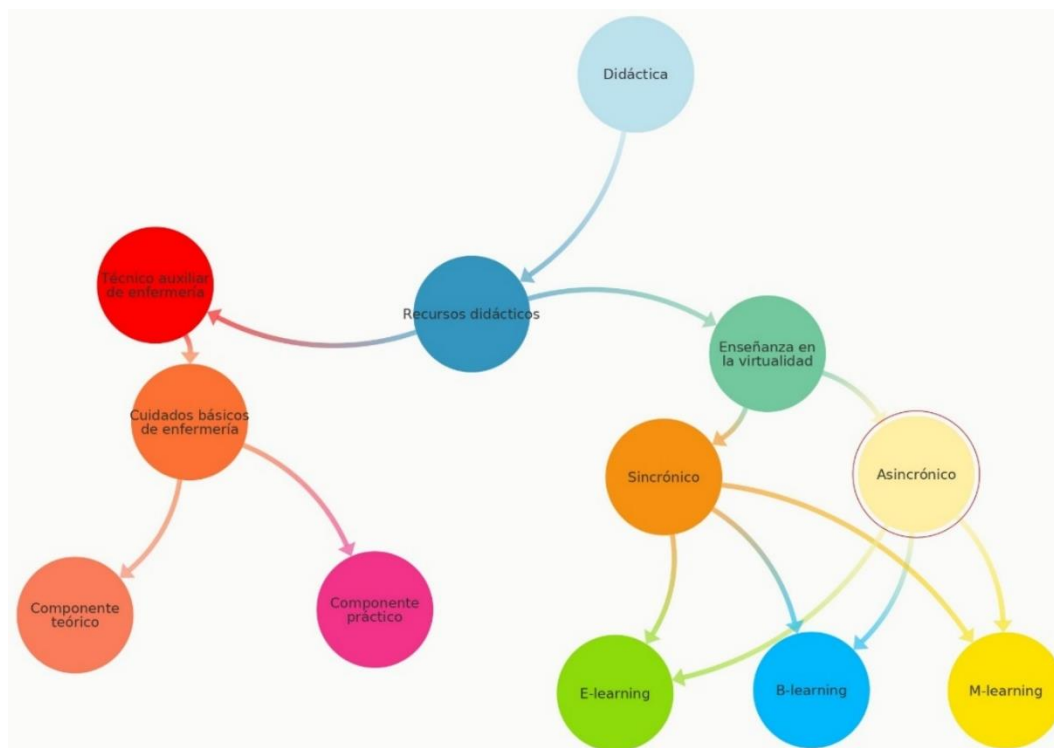 Didáctica
Técnico auxiliar
de enfermería
Recursos didácticos
Enseñanza en
la virtualidad
Cuidados básicos
de enfermería
Sincrónico
Asincrónico
Componente
teórico
Componente
práctico
E-learning
B-learning
M-learning